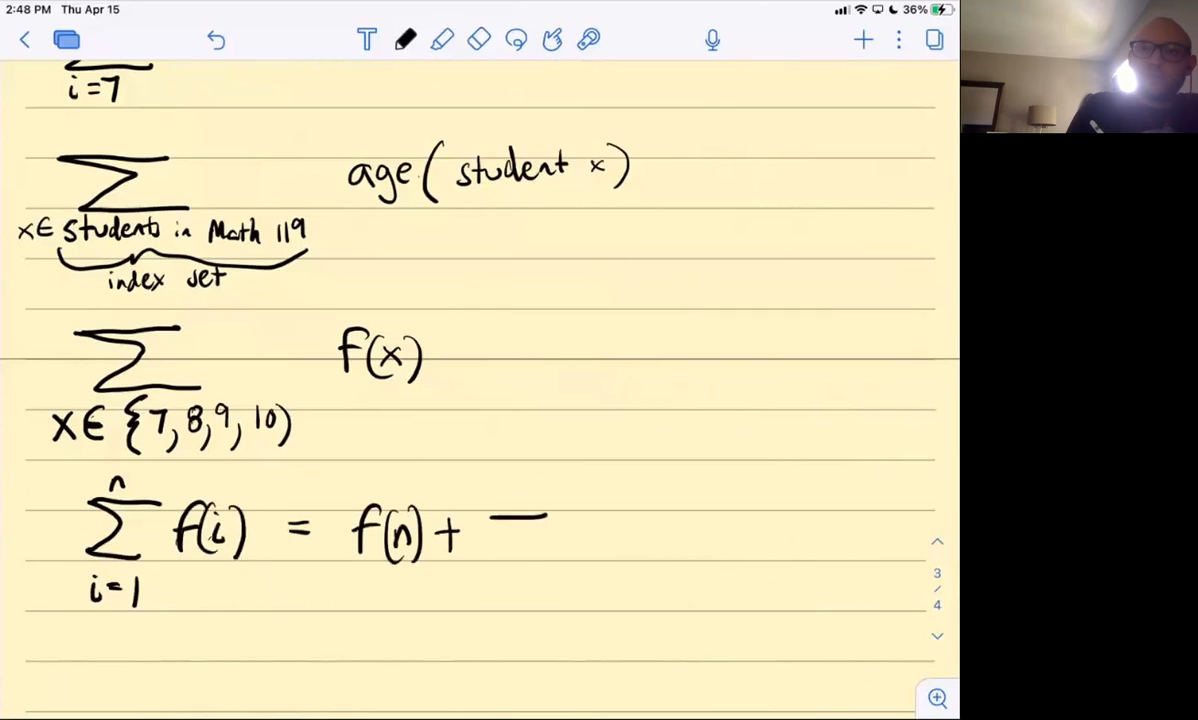 2:48 PM Thu Apr 15
36%
T
i=7
∑ age(student x)
x∈ Students in Math 119
index set
∑ f(x)
x∈ {7,8,9,10)
n
∑ f(i) = f(n)+
i=1
3
/
4